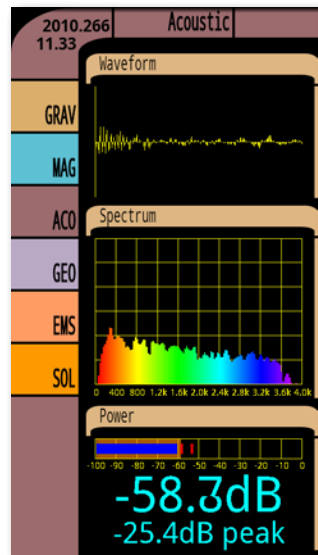 2010.266
11.33
Acoustic
Waveform
GRAV
MAG
ACO
GEO
EMS
SOL
Spectrum
0 400 800 1.2k 1.6k 2.0k 2.4k 2.8k 3.2k 3.6k 4.0k
Power
-100 -90 -80 -70 -60 -50 -40 -30 -20 -10 0
-58.3dB
-25.4dB peak